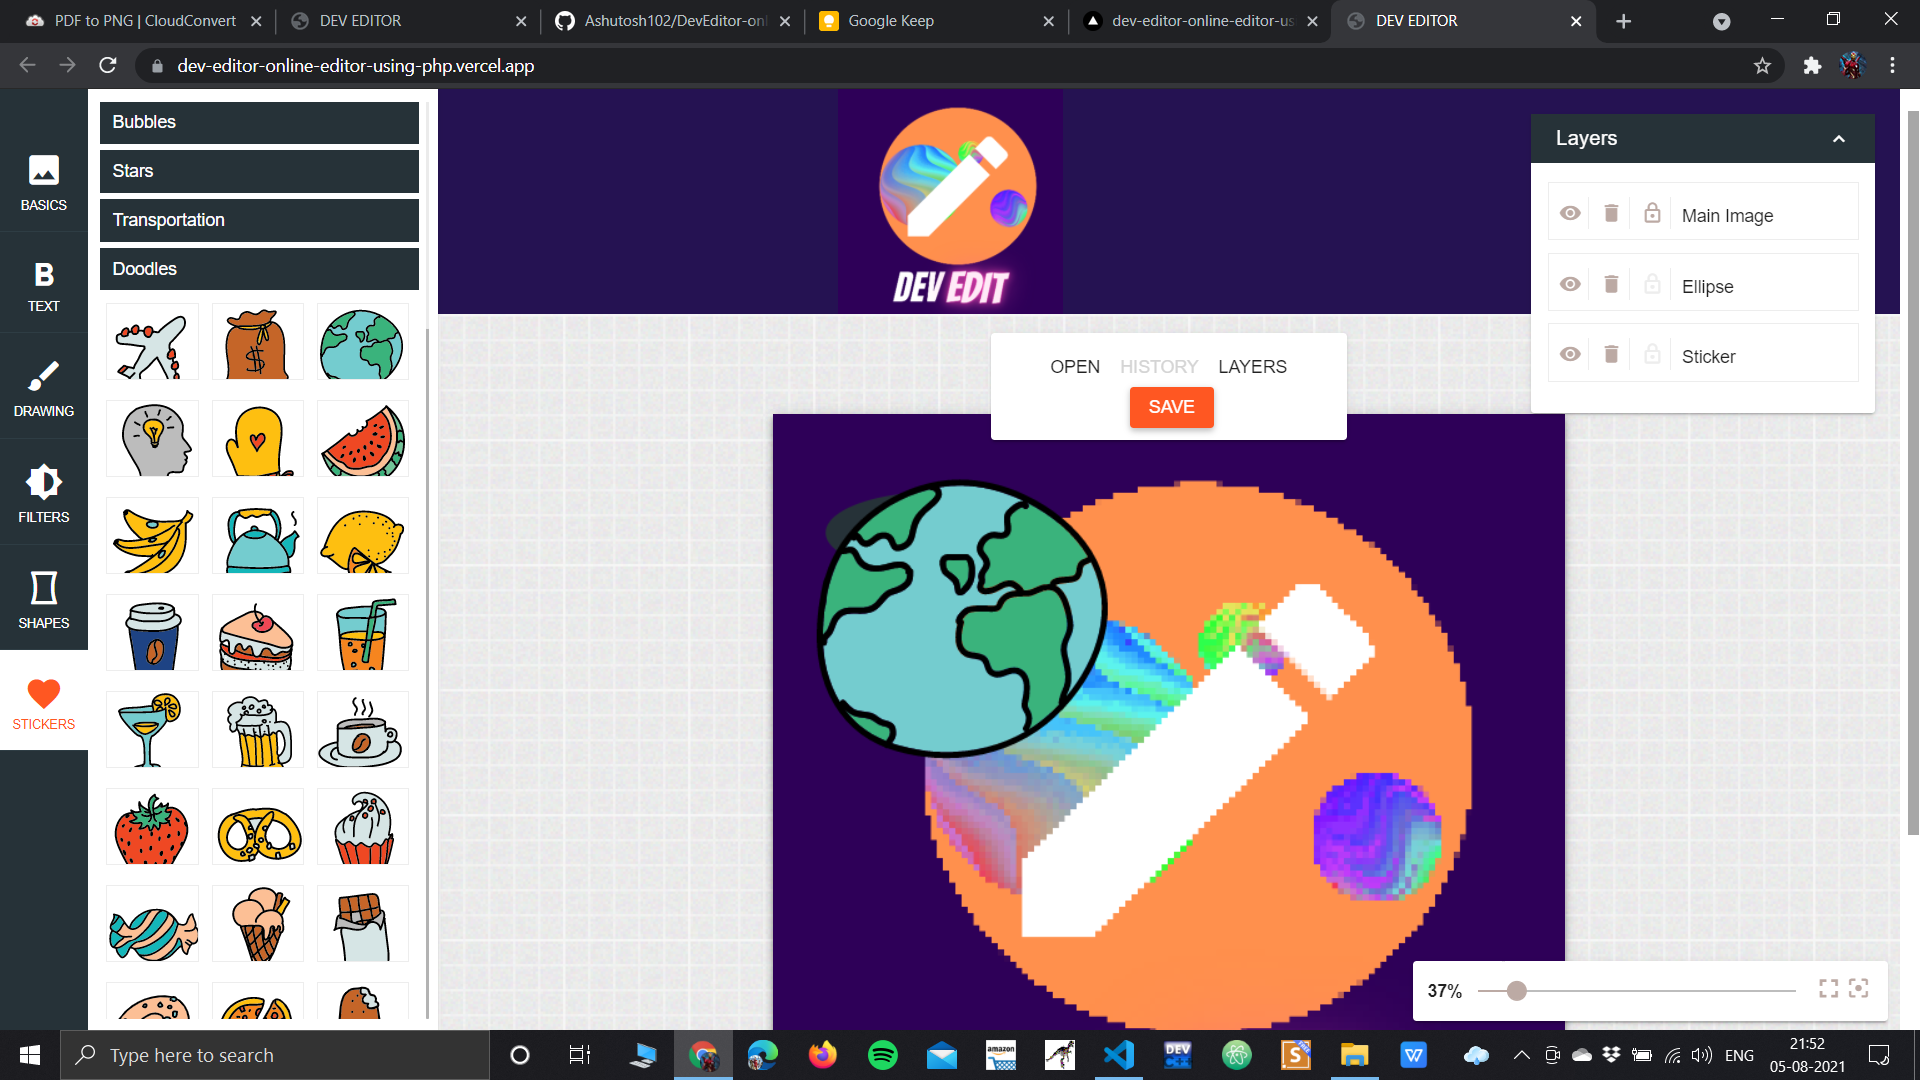 PDF to PNG | CloudConvert
DEV EDITOR
Ashutosh102/DevEditor-onl
Google Keep
dev-editor-online-editor-us
DEV EDITOR
dev-editor-online-editor-using-php.vercel.app
BASICS
TEXT
DRAWING
FILTERS
SHAPES
STICKERS
Bubbles
Stars
Transportation
Doodles
DEV EDIT
OPEN HISTORY LAYERS
SAVE
Layers
Main Image
Ellipse
Sticker
37%
Type here to search
amazon
DEV
C++
ENG
21:52
05-08-2021